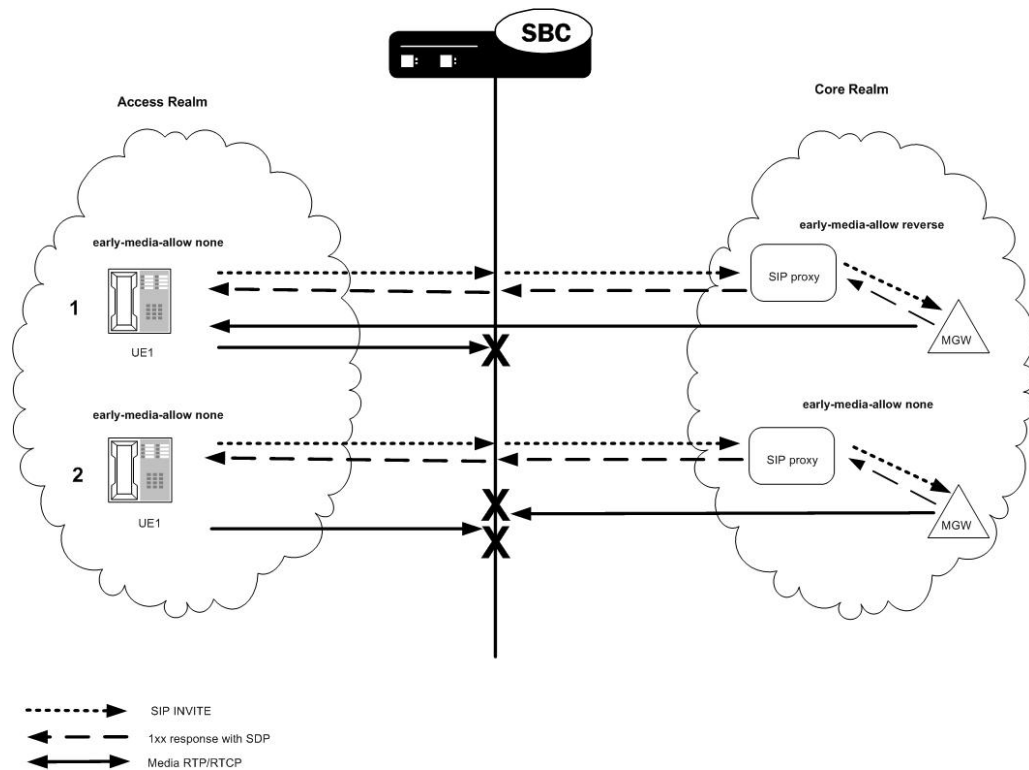 SBC
Access Realm
Core Realm
early-media-allow none
early-media-allow reverse
SIP proxy
1
UE1
MGW
early-media-allow none
early-media-allow none
SIP proxy
2
UE1
MGW
X
X
X
SIP INVITE
1xx response with SDP
Media RTP/RTCP